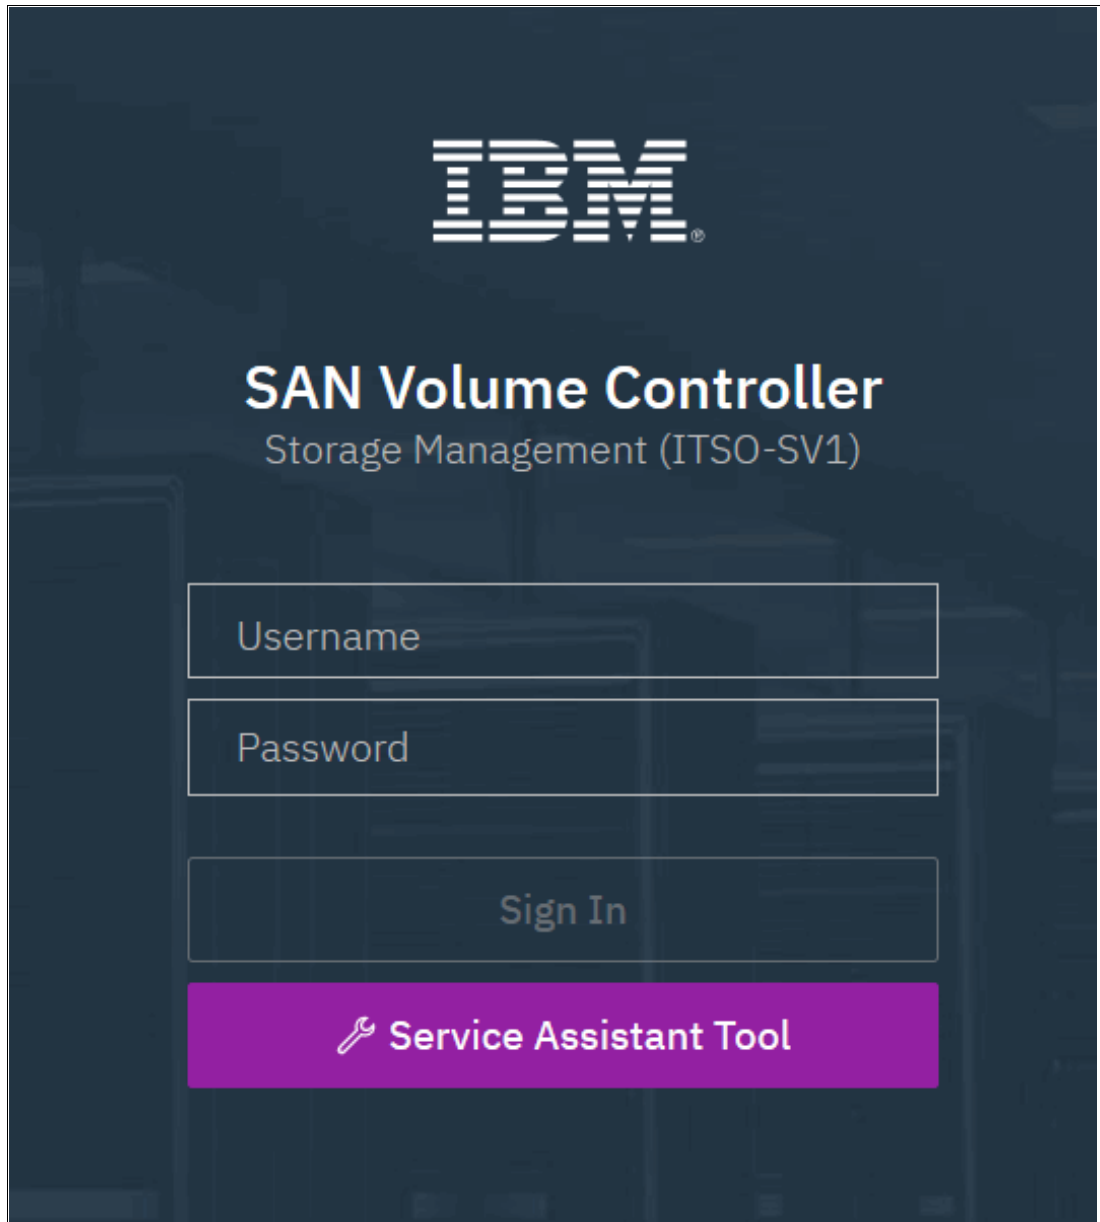 IBM®
SAN Volume Controller
Storage Management (ITSO-SV1)
Username
Password
Sign In
Service Assistant Tool